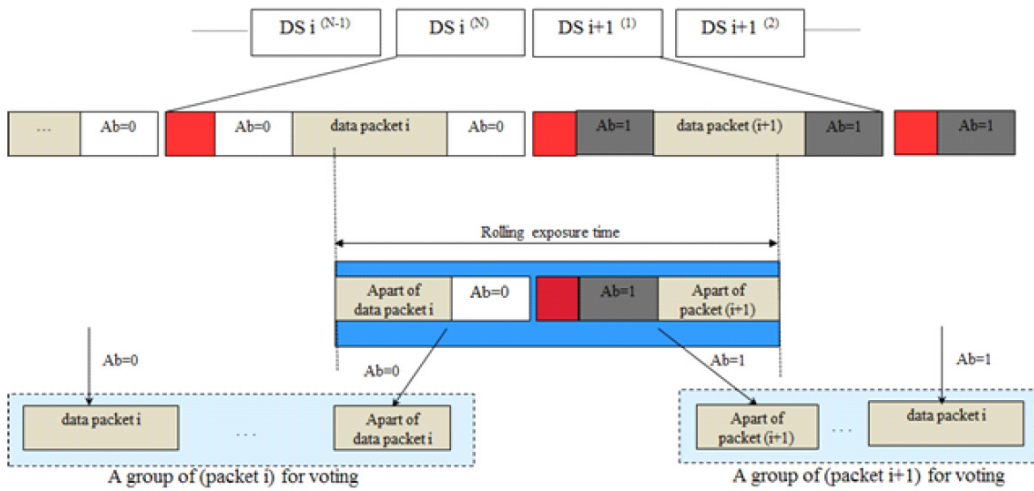 DS i (N-1) DS i (N) DS i+1 (1) DS i+1 (2)
... Ab=0 Ab=0 data packet i Ab=0 Ab=1 data packet (i+1) Ab=1 Ab=1
Rolling exposure time
Apart of
data packet i
Ab=0
Ab=1
Apart of
packet (i+1)
Ab=0
Ab=0
Ab=1
Ab=1
data packet i
...
Apart of
data packet i
Apart of
packet (i+1)
...
data packet i
A group of (packet i) for voting
A group of (packet i+1) for voting